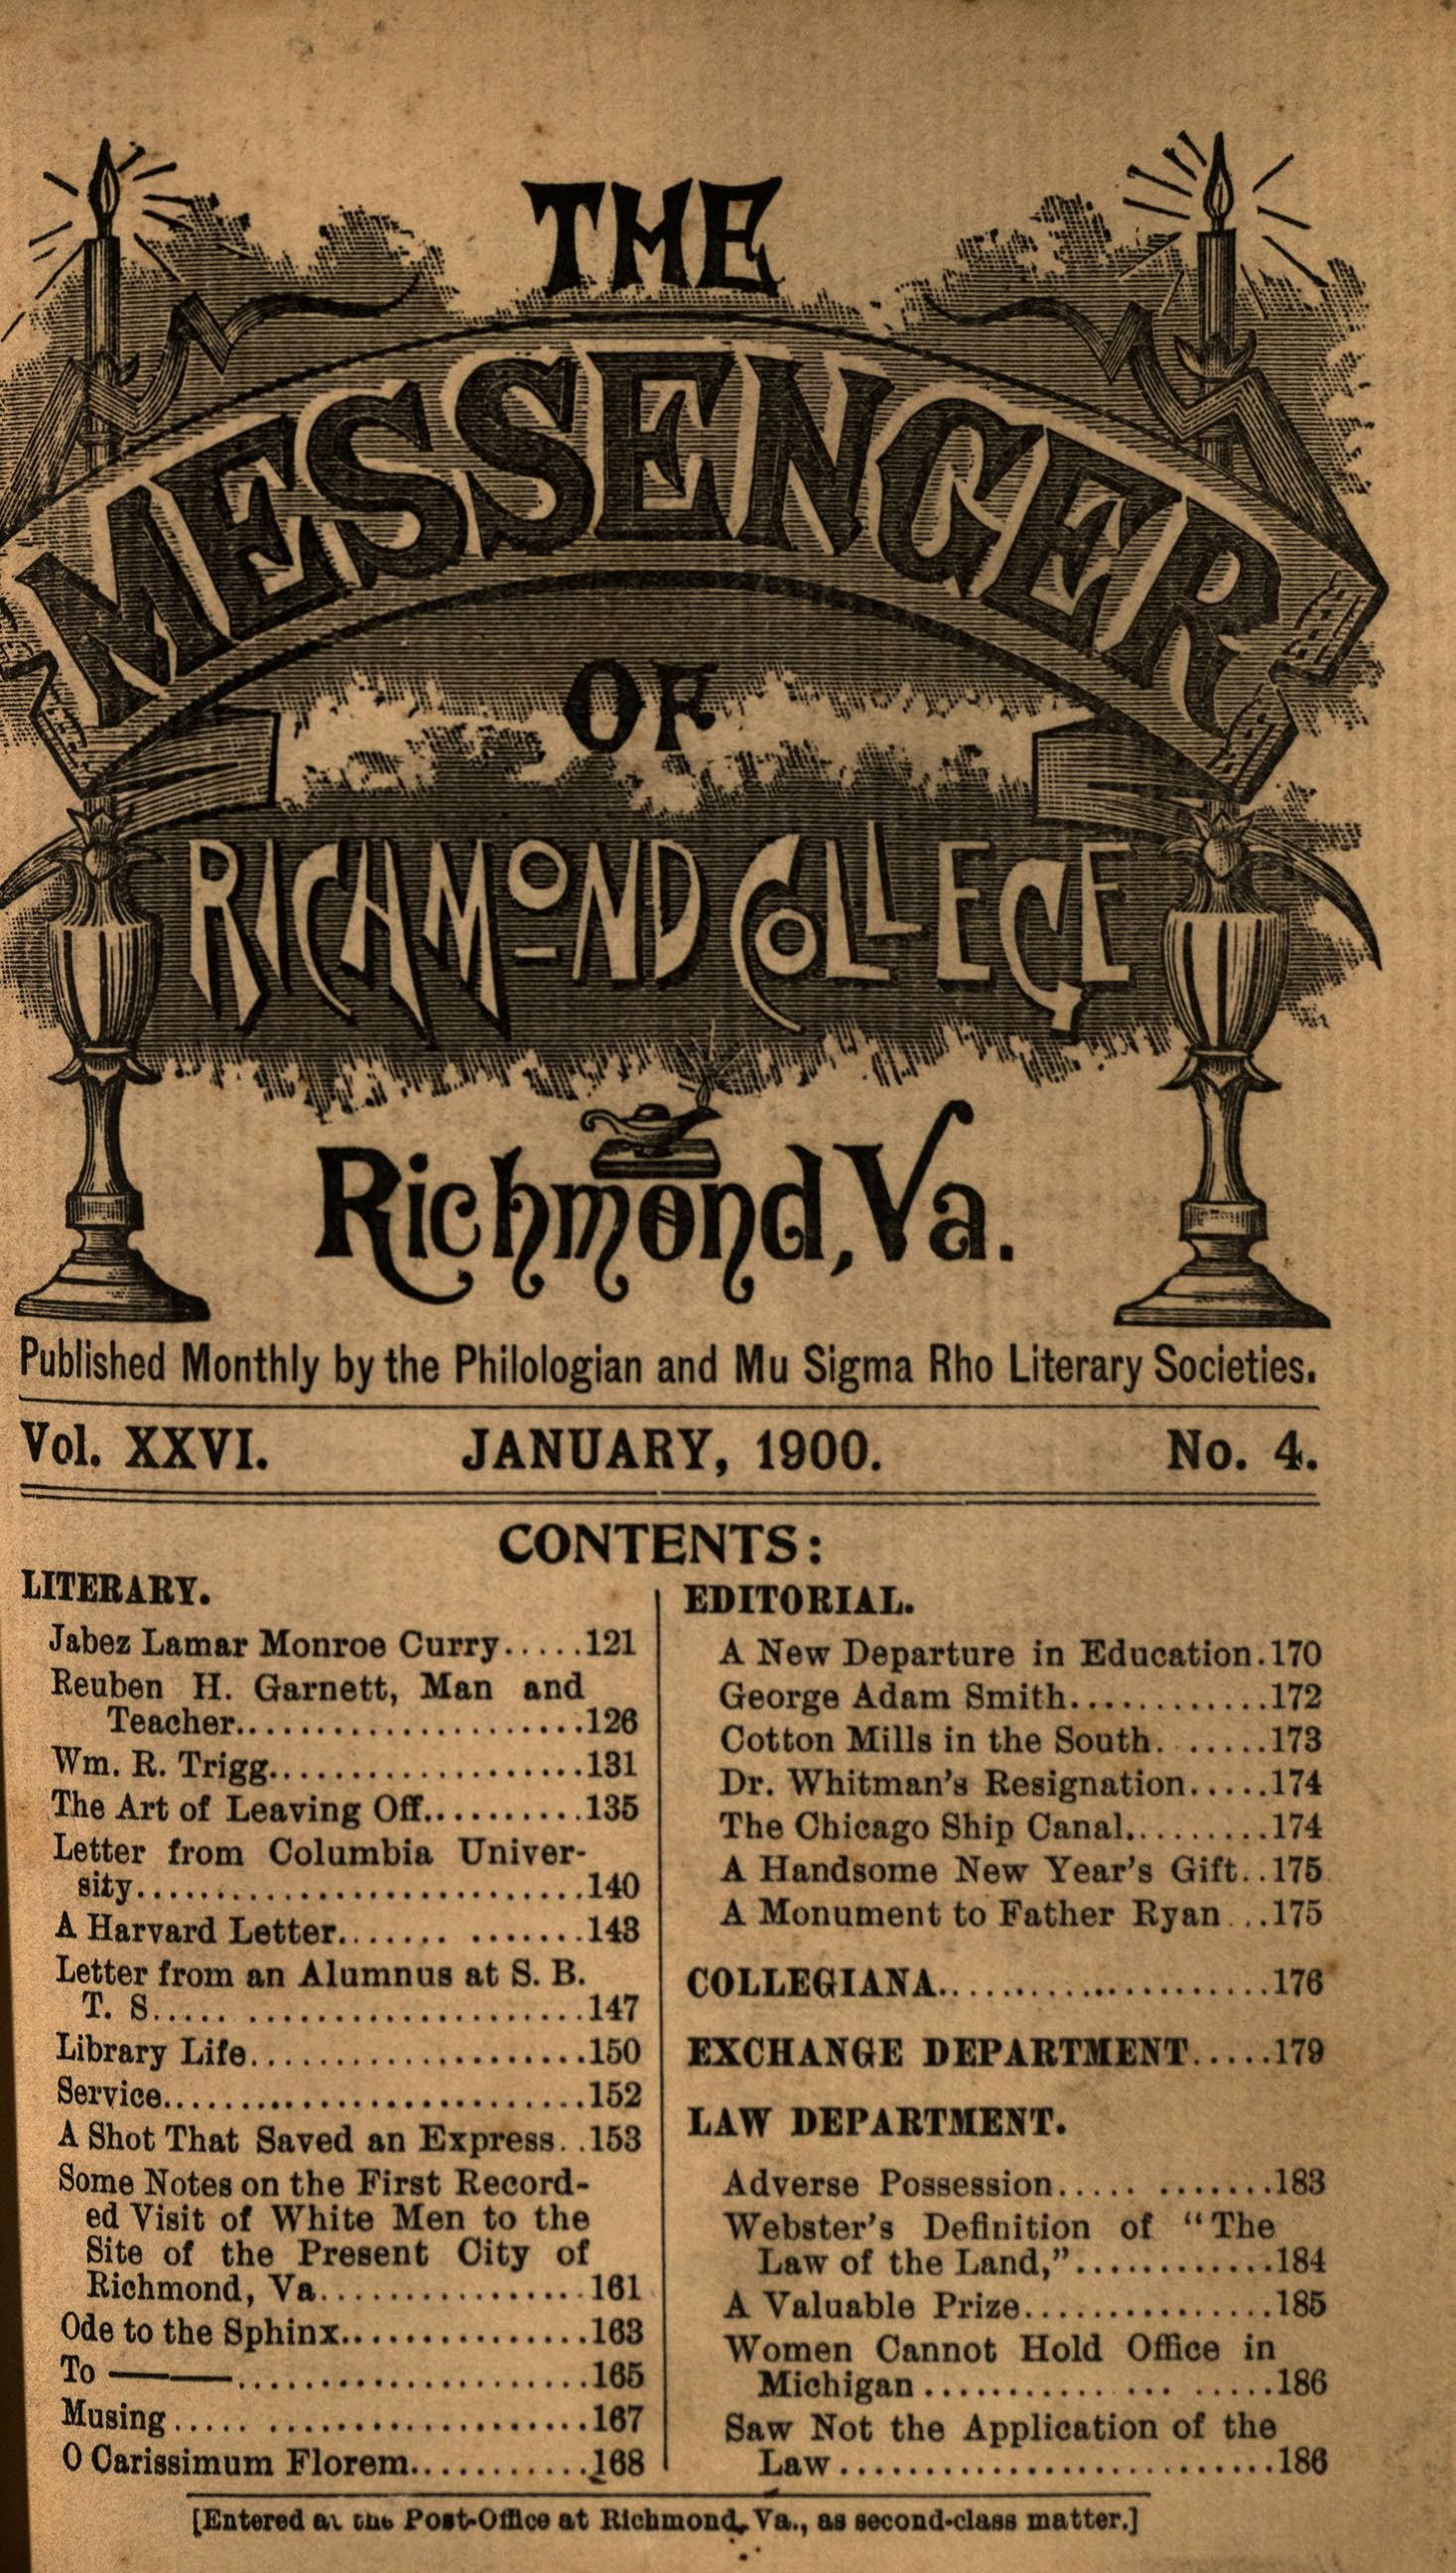 THE
MESSENGER
OF
RICHMOND COLLEGE
Richmond, Va.
Published Monthly by the Philologian and Mu Sigma Rho Literary Societies.
Vol. XXVI. JANUARY, 1900. No. 4.
CONTENTS:
LITERARY.
Jabez Lamar Monroe Curry.....121
Reuben H. Garnett, Man and
Teacher......................126
Wm. R. Trigg....................131
The Art of Leaving Off..........135
Letter from Columbia Univer-
sity............................140
A Harvard Letter....... .......143
Letter from an Alumnus at S. B.
T. S..... .....................147
Library Life.....................150
Service..........................152
A Shot That Saved an Express. .153
Some Notes on the First Record-
ed Visit of White Men to the
Site of the Present City of
Richmond, Va.................161
Ode to the Sphinx...............163
To ———......................165
Musing..... ....................167
O Carissimum Florem...........168
EDITORIAL.
A New Departure in Education.170
George Adam Smith.............172
Cotton Mills in the South. ......173
Dr. Whitman's Resignation.....174
The Chicago Ship Canal.........174
A Handsome New Year's Gift..175
A Monument to Father Ryan ...175
COLLEGIANA.....................176
EXCHANGE DEPARTMENT.....179
LAW DEPARTMENT.
Adverse Possession..... .......183
Webster's Definition of "The
Law of the Land,".............184
A Valuable Prize................185
Women Cannot Hold Office in
Michigan............ ... .....186
Saw Not the Application of the
Law...........................186
[Entered at the Post-Office at Richmond, Va., as second-class matter.]